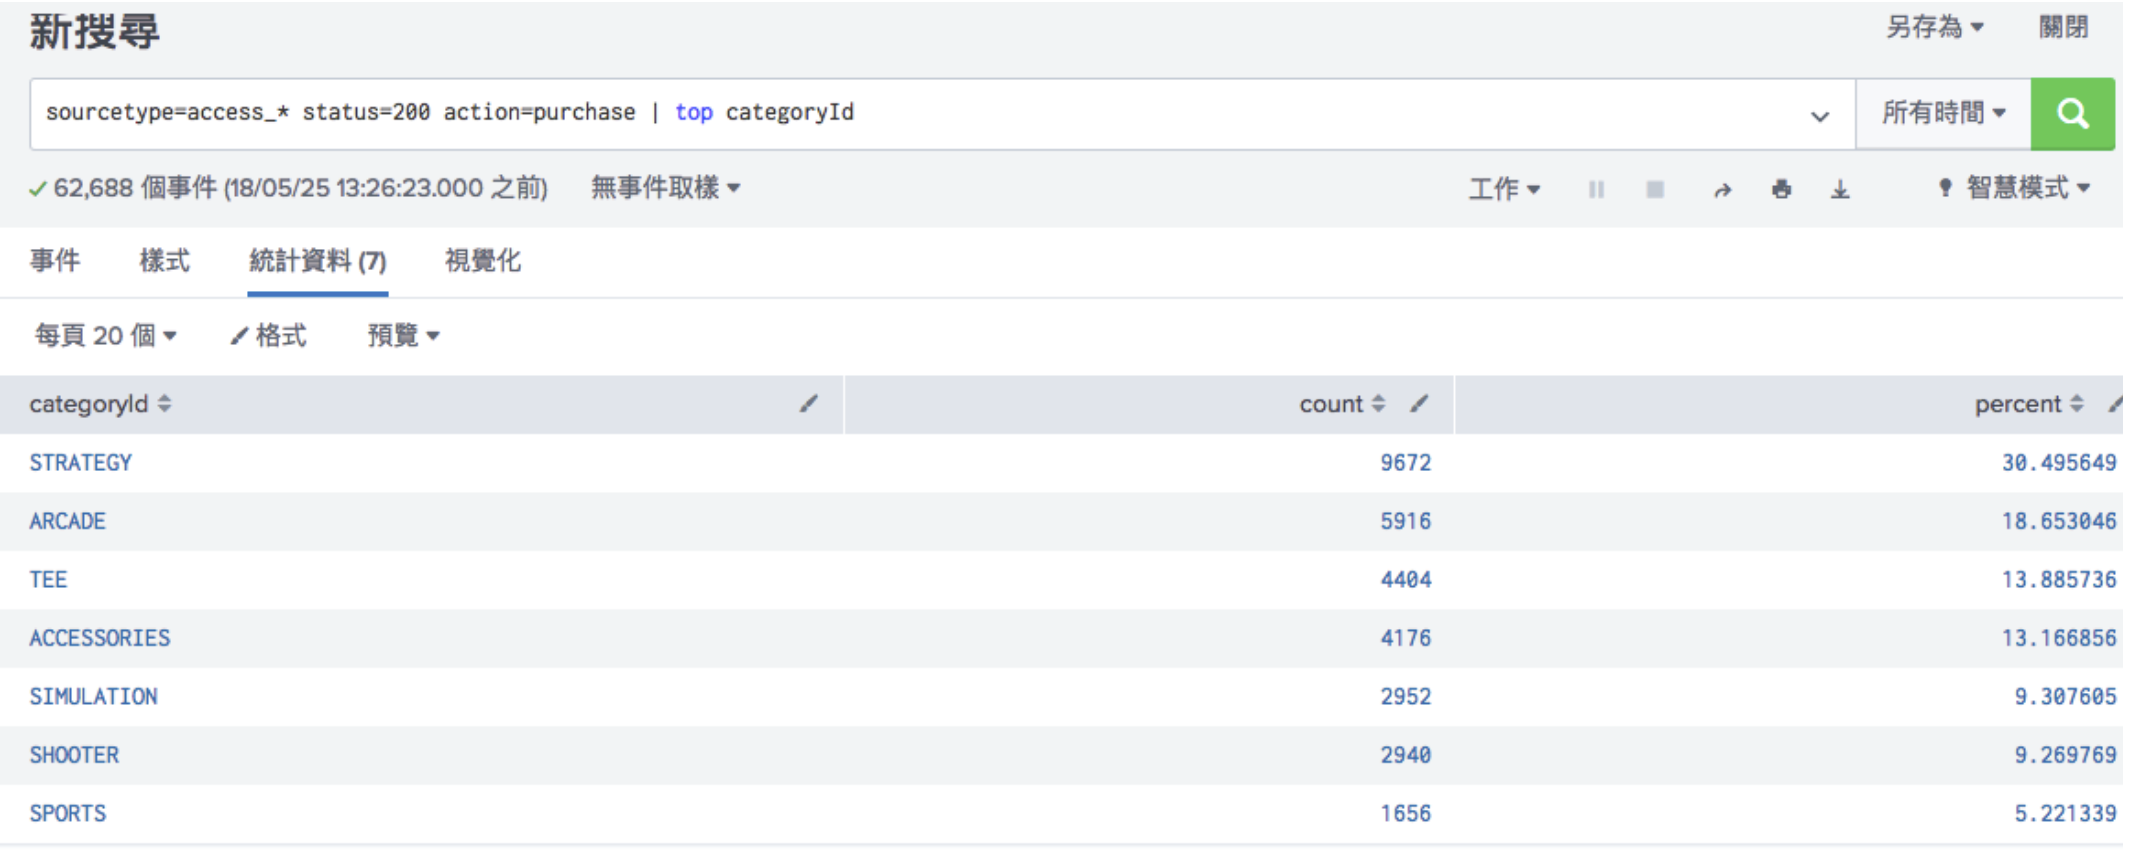 新搜尋 另存為 關閉
sourcetype=access_* status=200 action=purchase | top categoryId 所有時間
62,688 個事件 (18/05/25 13:26:23.000 之前) 無事件取樣 工作 智慧模式
事件 樣式 統計資料 (7) 視覺化
每頁 20 個 格式 預覽
categoryId count percent
STRATEGY 9672 30.495649
ARCADE 5916 18.653046
TEE 4404 13.885736
ACCESSORIES 4176 13.166856
SIMULATION 2952 9.307605
SHOOTER 2940 9.269769
SPORTS 1656 5.221339